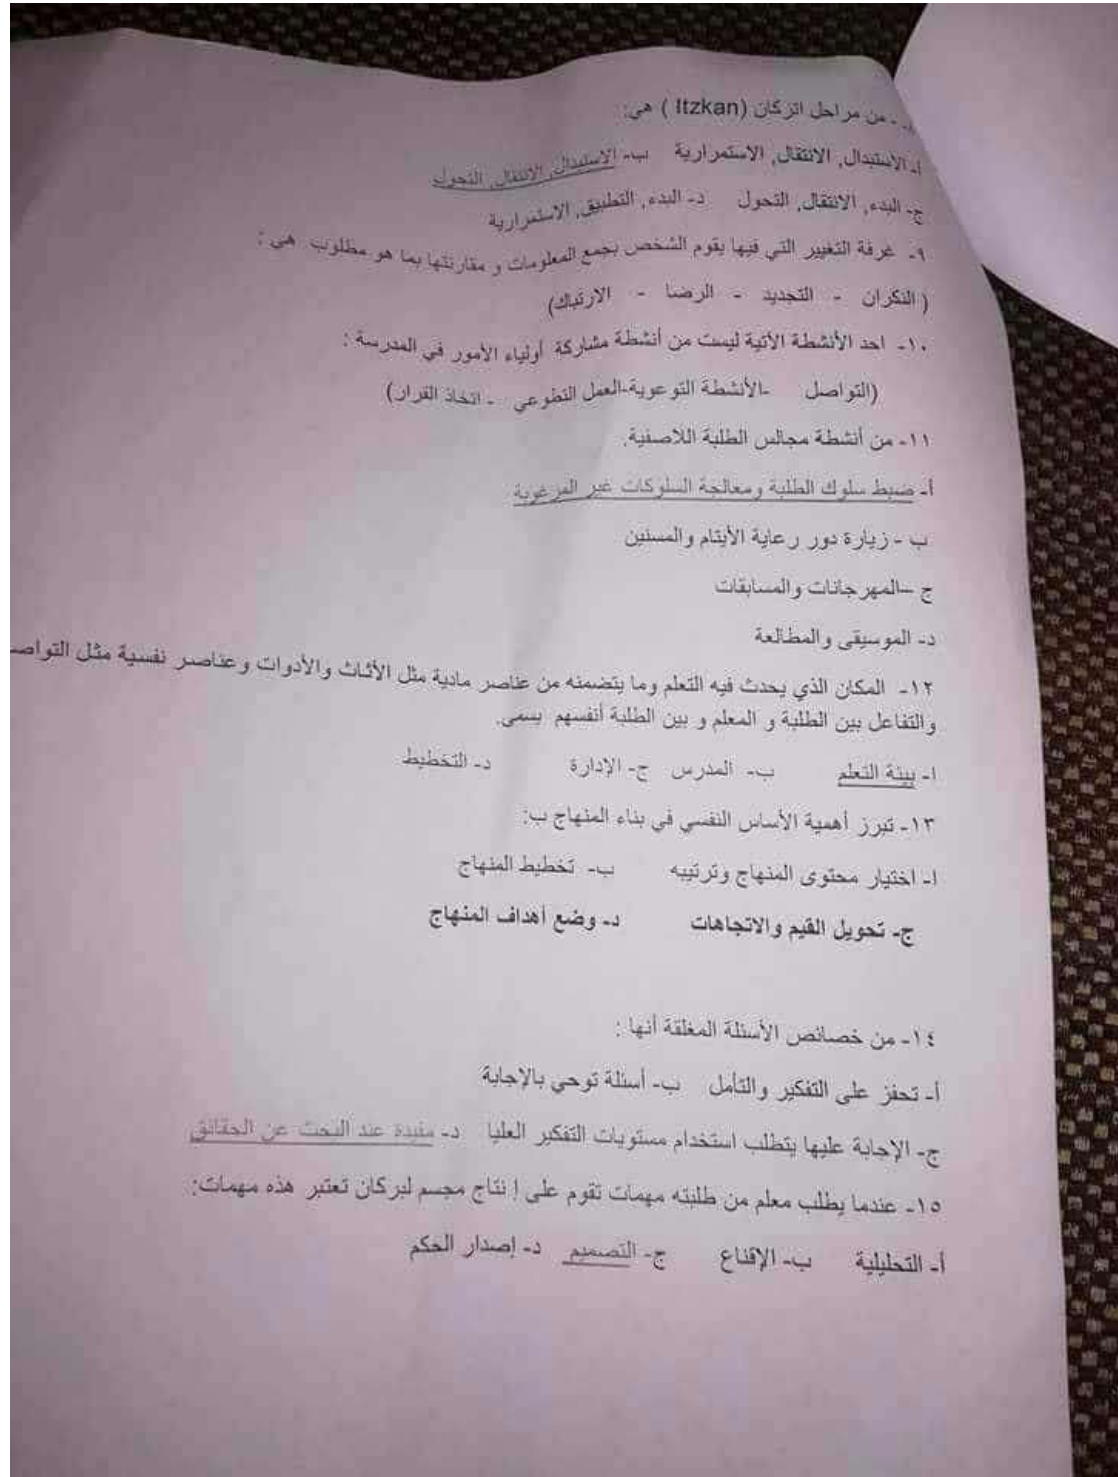 - من مراحل اتزكان (Itzkan ) هي:
أ- الاستبدال, الانتقال, الاستمرارية ب- الاستبدال, الانتقال, التحول
ج- البدء, الانتقال, التحول د- البدء, التطبيق, الاستمرارية
٩- غرفة التغيير التي فيها يقوم الشخص بجمع المعلومات و مقارنتها بما هو مطلوب هي :
( النكران - التجديد - الرضا - الارتباك)
١٠- احد الأنشطة الأتية ليست من أنشطة مشاركة أولياء الأمور في المدرسة :
(التواصل -الأنشطة التوعوية-العمل التطوعي - اتخاذ القرار)
١١- من أنشطة مجالس الطلبة اللاصفية.
أ- ضبط سلوك الطلبة ومعالجة السلوكات غير المرغوبة
ب - زيارة دور رعاية الأيتام والمسنين
ج –المهرجانات والمسابقات
د- الموسيقى والمطالعة
١٢- المكان الذي يحدث فيه التعلم وما يتضمنه من عناصر مادية مثل الأثاث والأدوات وعناصر نفسية مثل التواصـ
والتفاعل بين الطلبة و المعلم و بين الطلبة أنفسهم يسمى.
ا- بيئة التعلم ب- المدرس ج- الإدارة د- التخطيط
١٣- تبرز أهمية الأساس النفسي في بناء المنهاج ب:
ا- اختيار محتوى المنهاج وترتيبه ب- تخطيط المنهاج
ج- تحويل القيم والاتجاهات د- وضع أهداف المنهاج
١٤- من خصائص الأسئلة المغلقة أنها :
أ- تحفز على التفكير والتأمل ب- أسئلة توحي بالإجابة
ج- الإجابة عليها يتطلب استخدام مستويات التفكير العليا د- مفيدة عند البحث عن الحقائق
١٥- عندما يطلب معلم من طلبته مهمات تقوم على إ نتاج مجسم لبركان تعتبر هذه مهمات:
أ- التحليلية ب- الإقناع ج- التصميم د- إصدار الحكم